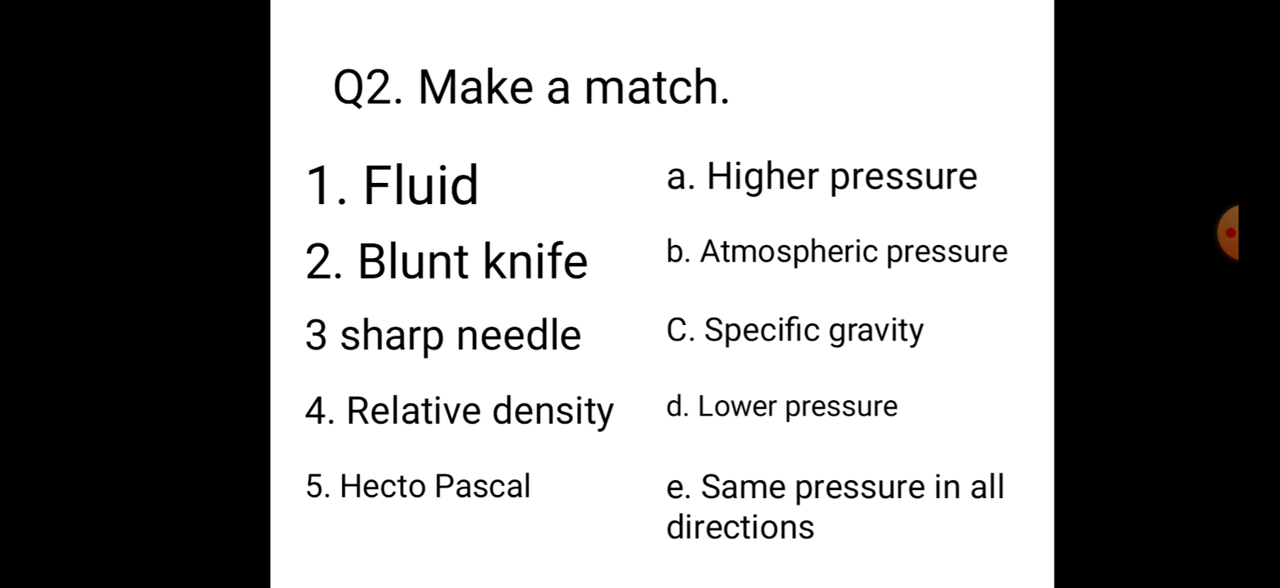 Q2. Make a match.
1. Fluid
a. Higher pressure
2. Blunt knife
b. Atmospheric pressure
3 sharp needle
C. Specific gravity
4. Relative density
d. Lower pressure
5. Hecto Pascal
e. Same pressure in all
directions